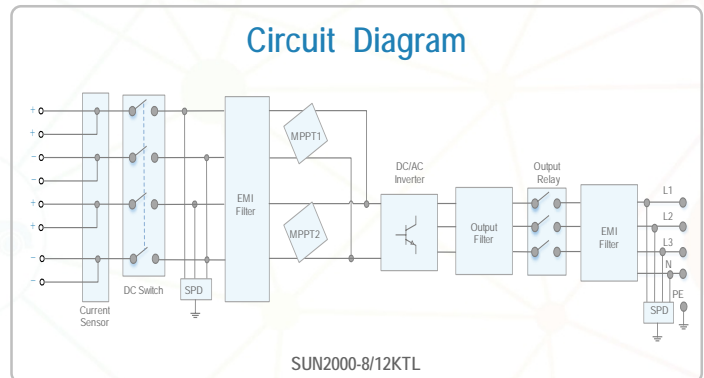 Circuit Diagram
+
+
−
−
+
+
−
−
Current
Sensor
DC Switch
SPD
EMI
Filter
MPPT1
MPPT2
DC/AC
Inverter
Output
Filter
Output
Relay
EMI
Filter
L1
L2
L3
N
PE
SPD
SUN2000-8/12KTL